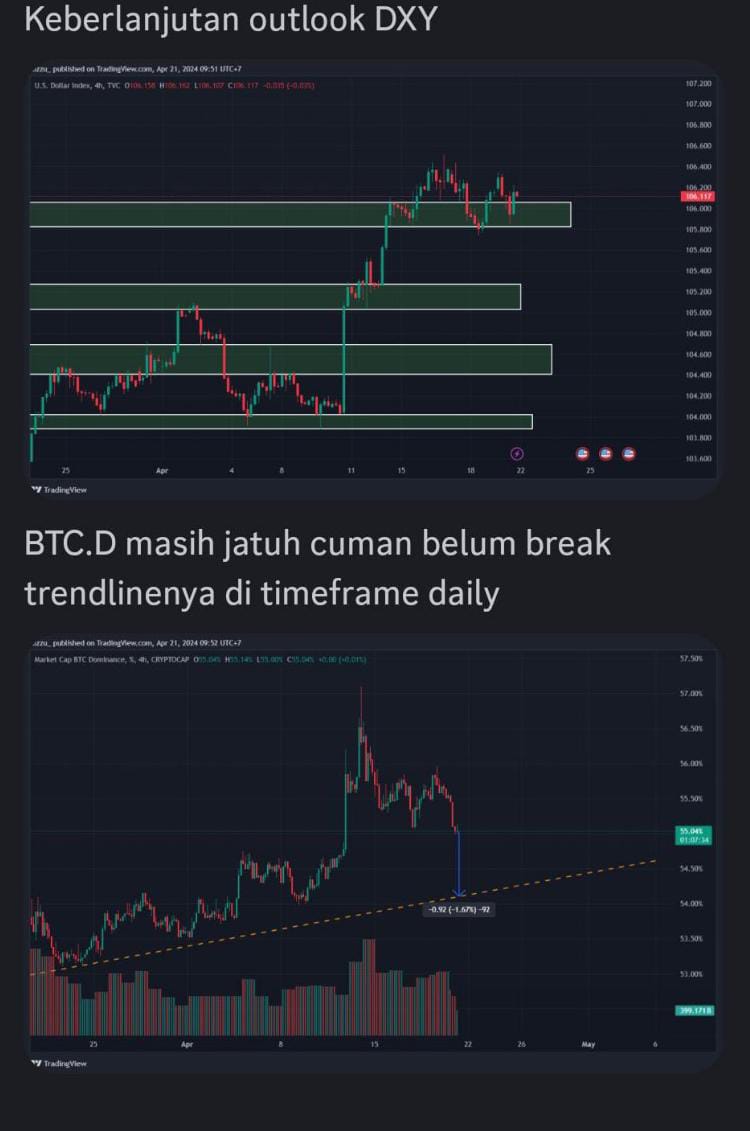 Keberlanjutan outlook DXY
.zzu_ published on TradingView.com, Apr 21, 2024 09:51 UTC+7
U.S. Dollar Index, 4h, TVC O106.158 H106.162 L106.107 C106.117 -0.035 (-0.03%)
107.200
107.000
106.800
106.600
106.400
106.200
106.117
106.000
105.800
105.600
105.400
105.200
105.000
104.800
104.600
104.400
104.200
104.000
103.800
103.600
25 Apr 4 8 11 15 18 22 25
TradingView
BTC.D masih jatuh cuman belum break
trendlinenya di timeframe daily
.zzu_ published on TradingView.com, Apr 21, 2024 09:52 UTC+7
Market Cap BTC Dominance, %, 4h, CRYPTOCAP O55.04% H55.14% L55.00% C55.04% +0.00 (+0.01%)
57.50%
57.00%
56.50%
56.00%
55.50%
55.04%
01:07:34
54.50%
54.00%
53.50%
53.00%
-0.92 (-1.67%) -92
399.171B
25 Apr 8 15 22 26 May 6
TradingView